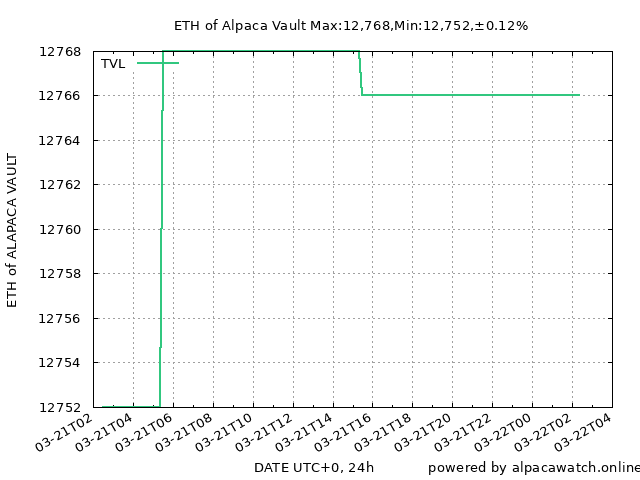 ETH of Alpaca Vault Max:12,768,Min:12,752,±0.12%
TVL
12768
12766
12764
12762
12760
12758
12756
12754
12752
ETH of ALAPACA VAULT
03-21T02
03-21T04
03-21T06
03-21T08
03-21T10
03-21T12
03-21T14
03-21T16
03-21T18
03-21T20
03-21T22
03-22T00
03-22T02
03-22T04
DATE UTC+0, 24h
powered by alpacawatch.online